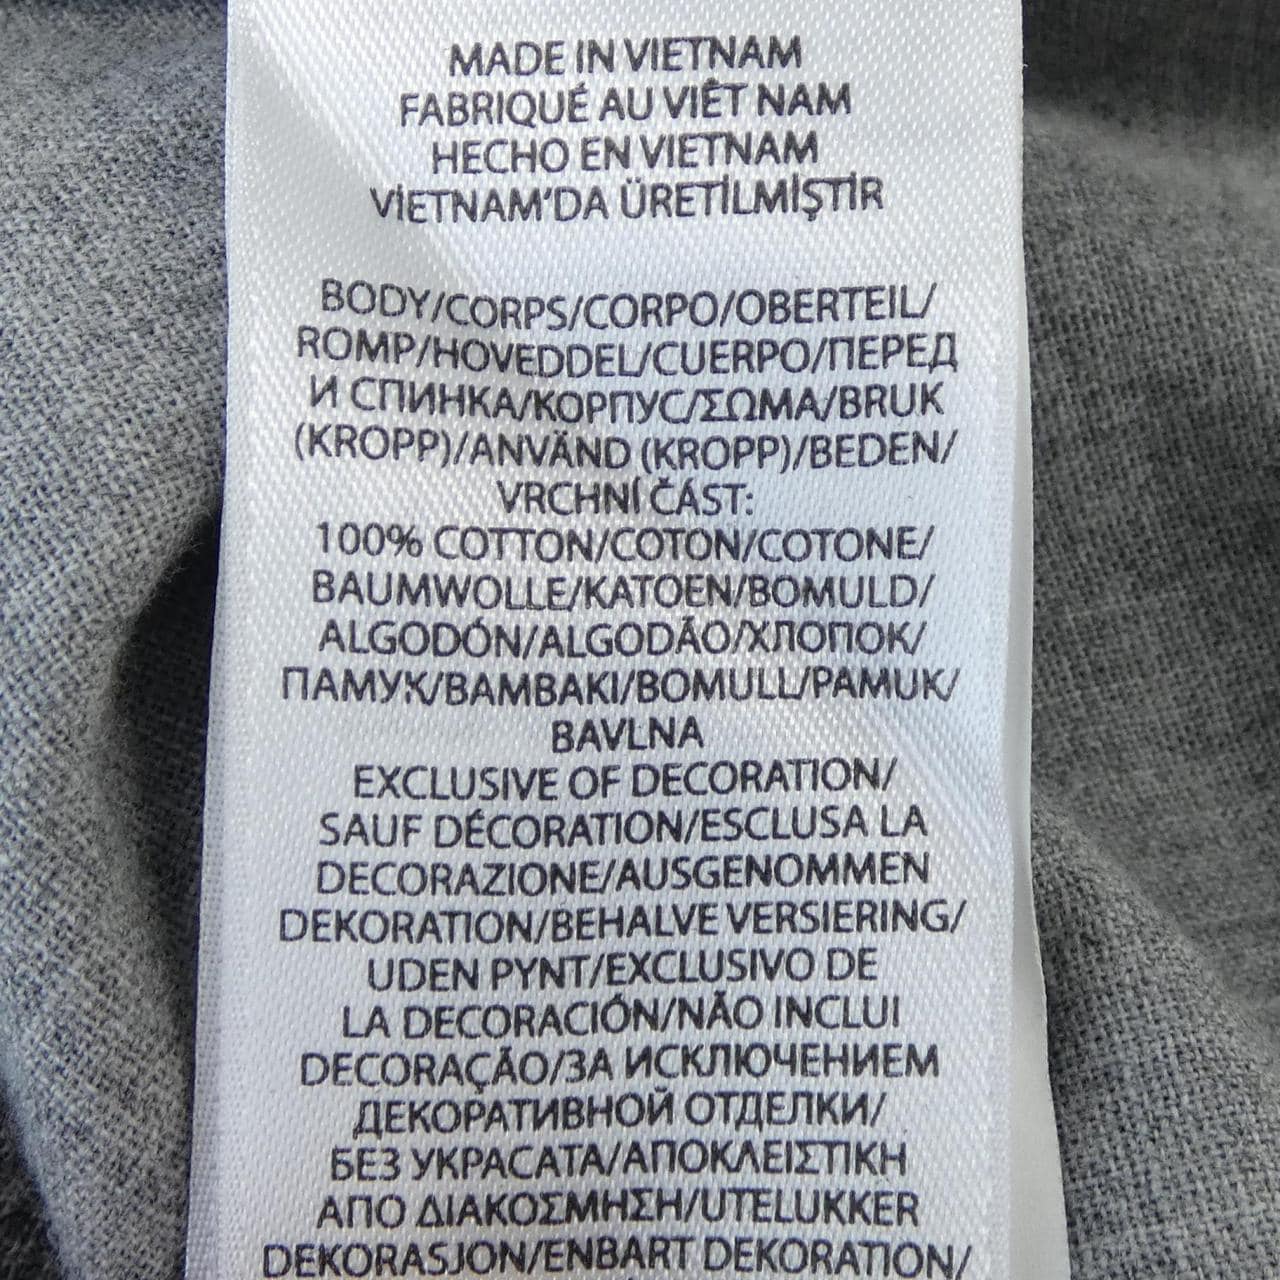 MADE IN VIETNAM
FABRIQUÉ AU VIÊT NAM
HECHO EN VIETNAM
VİETNAM'DA ÜRETİLMİŞTİR
BODY/CORPS/CORPO/OBERTEIL/
ROMP/HOVEDDEL/CUERPO/ПЕРЕД
И СПИНКА/КОРПУС/ΣΩΜΑ/BRUK
(KROPP)/ANVÄND (KROPP)/BEDEN/
VRCHNÍ ČÁST:
100% COTTON/COTON/COTONE/
BAUMWOLLE/KATOEN/BOMULD/
ALGODÓN/ALGODÃO/ХЛОПОК/
ПАМУК/ΒΑΜΒΑΚΙ/BOMULL/PAMUK/
BAVLNA
EXCLUSIVE OF DECORATION/
SAUF DÉCORATION/ESCLUSA LA
DECORAZIONE/AUSGENOMMEN
DEKORATION/BEHALVE VERSIERING/
UDEN PYNT/EXCLUSIVO DE
LA DECORACIÓN/NÃO INCLUI
DECORAÇÃO/ЗА ИСКЛЮЧЕНИЕМ
ДЕКОРАТИВНОЙ ОТДЕЛКИ/
БЕЗ УКРАСАТА/ΑΠΟΚΛΕΙΣΤΙΚΗ
ΑΠΟ ΔΙΑΚΟΣΜΗΣΗ/UTELUKKER
DEKORASJON/ENBART DEKORATION/